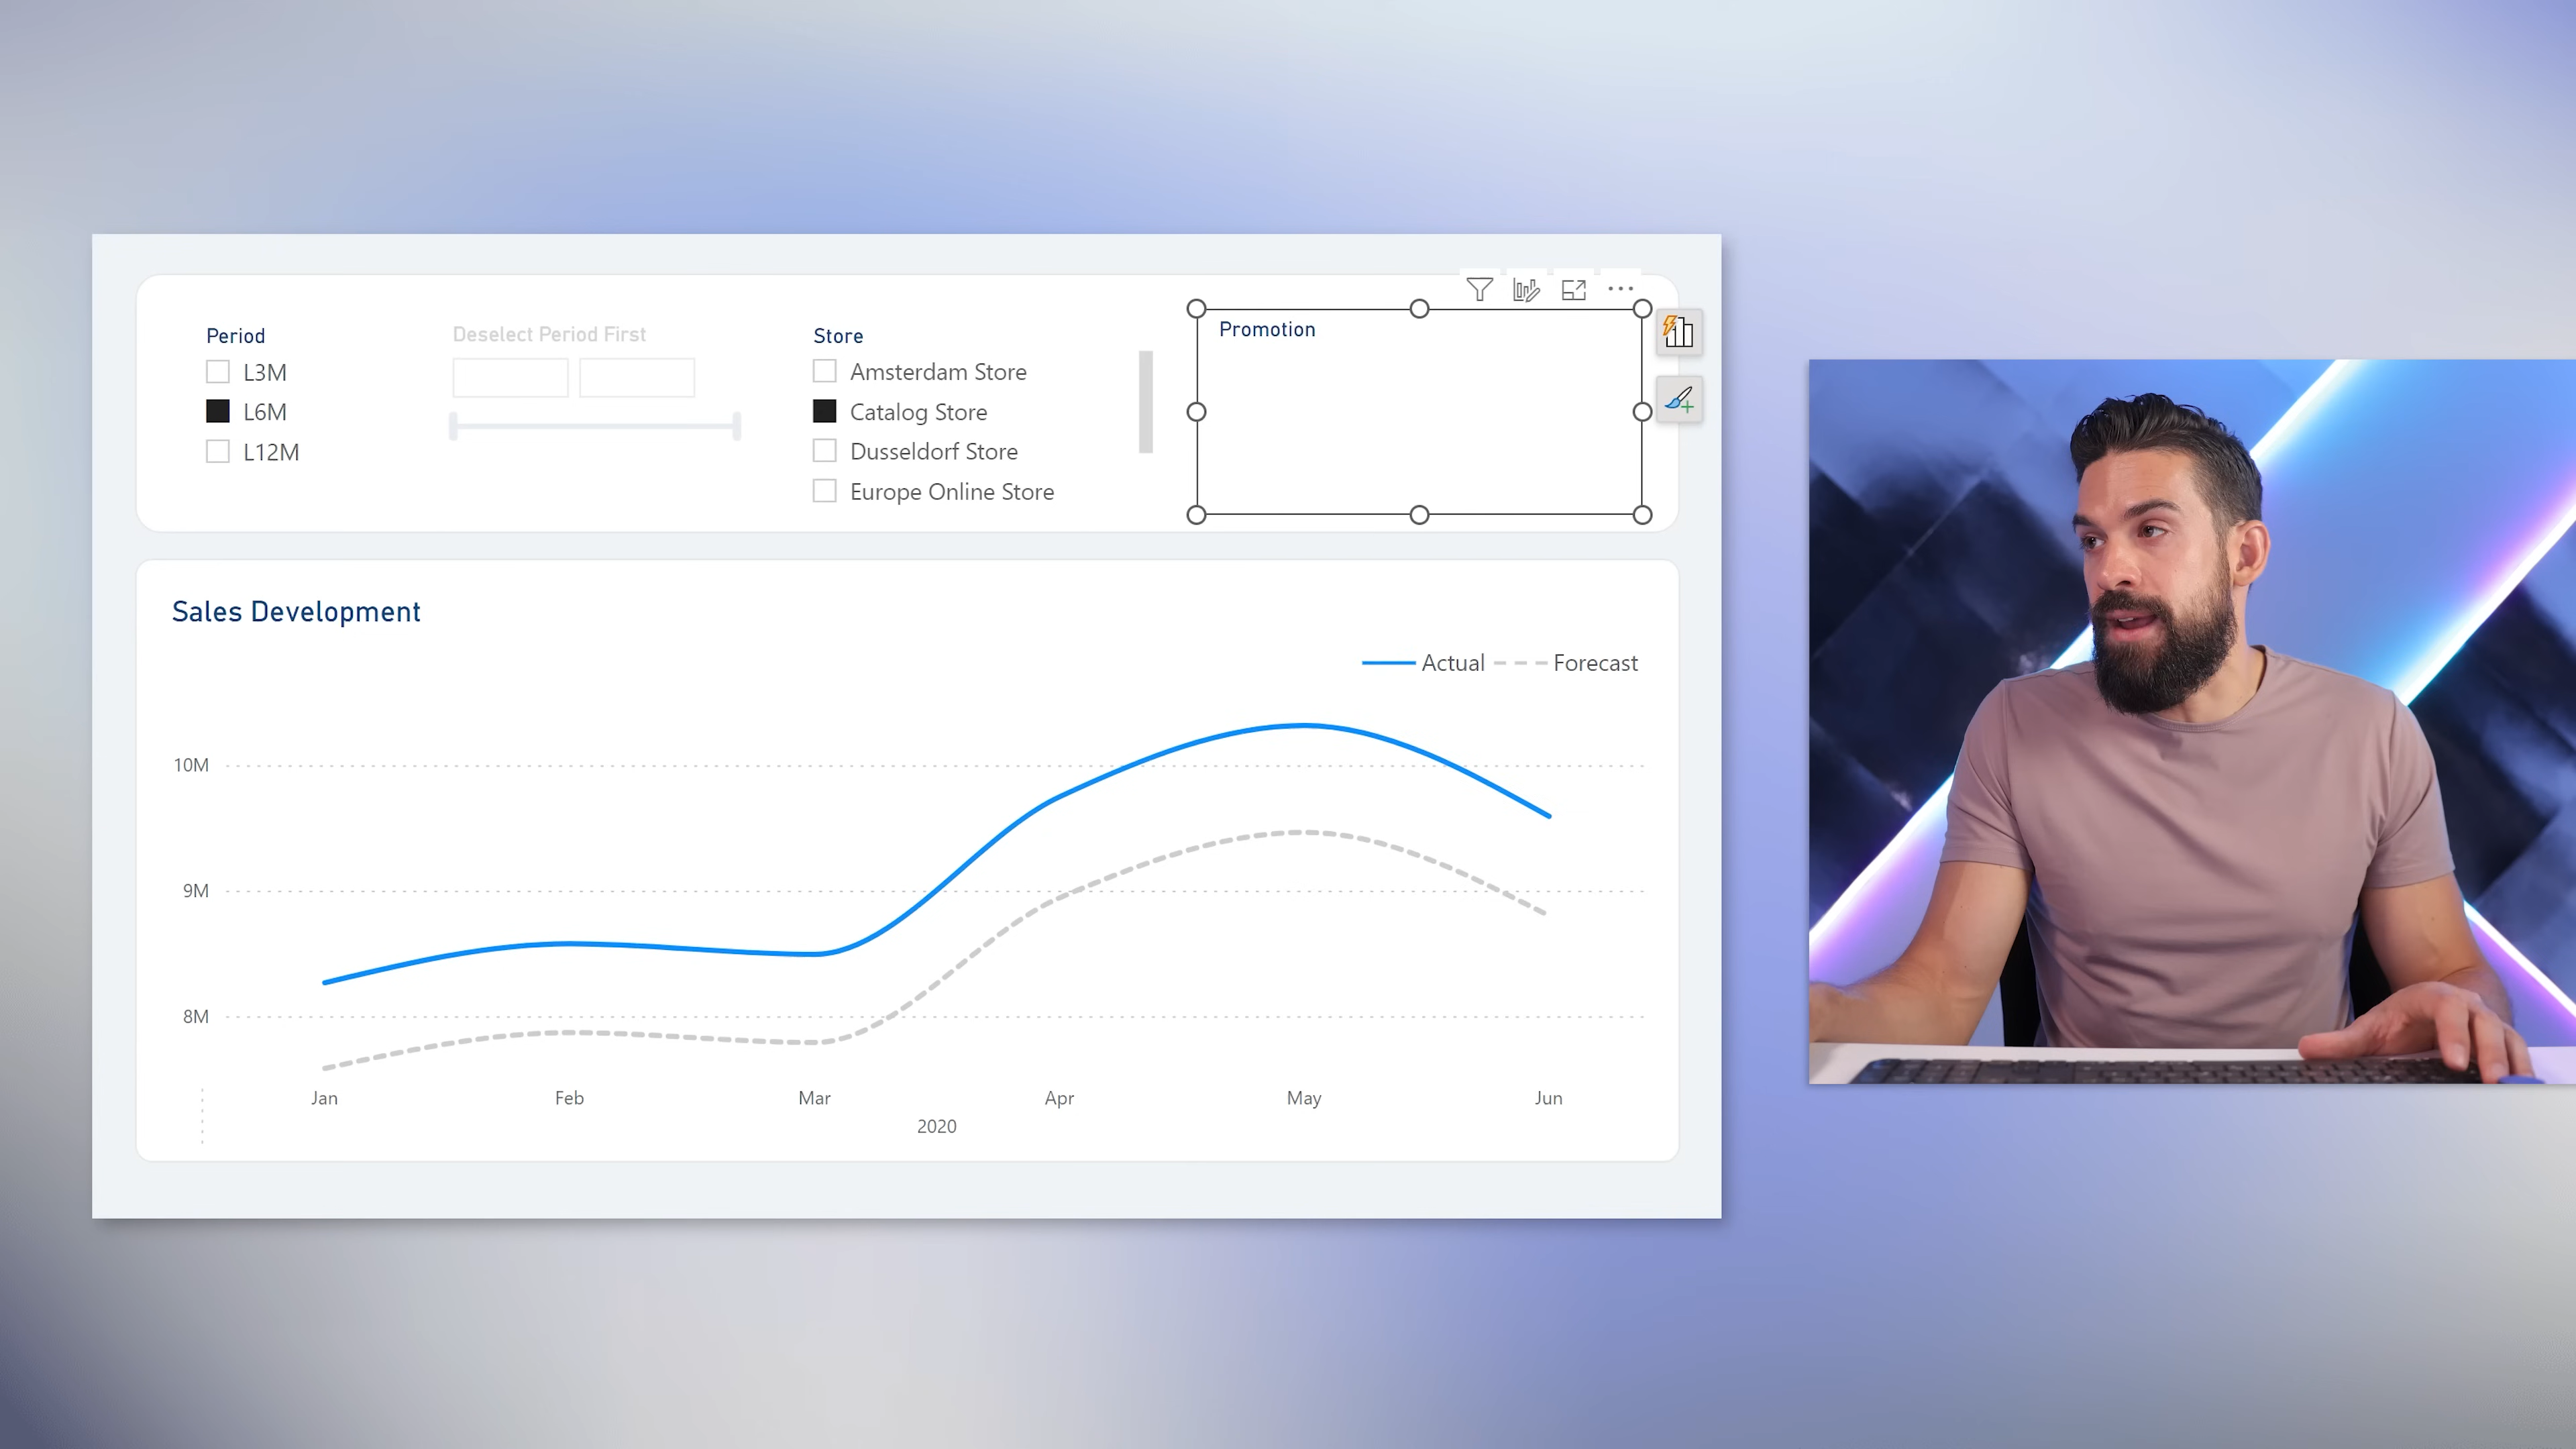 Period
L3M
L6M
L12M
Deselect Period First
Store
Amsterdam Store
Catalog Store
Dusseldorf Store
Europe Online Store
Promotion
Sales Development
Actual
Forecast
10M
9M
8M
Jan
Feb
Mar
Apr
May
Jun
2020